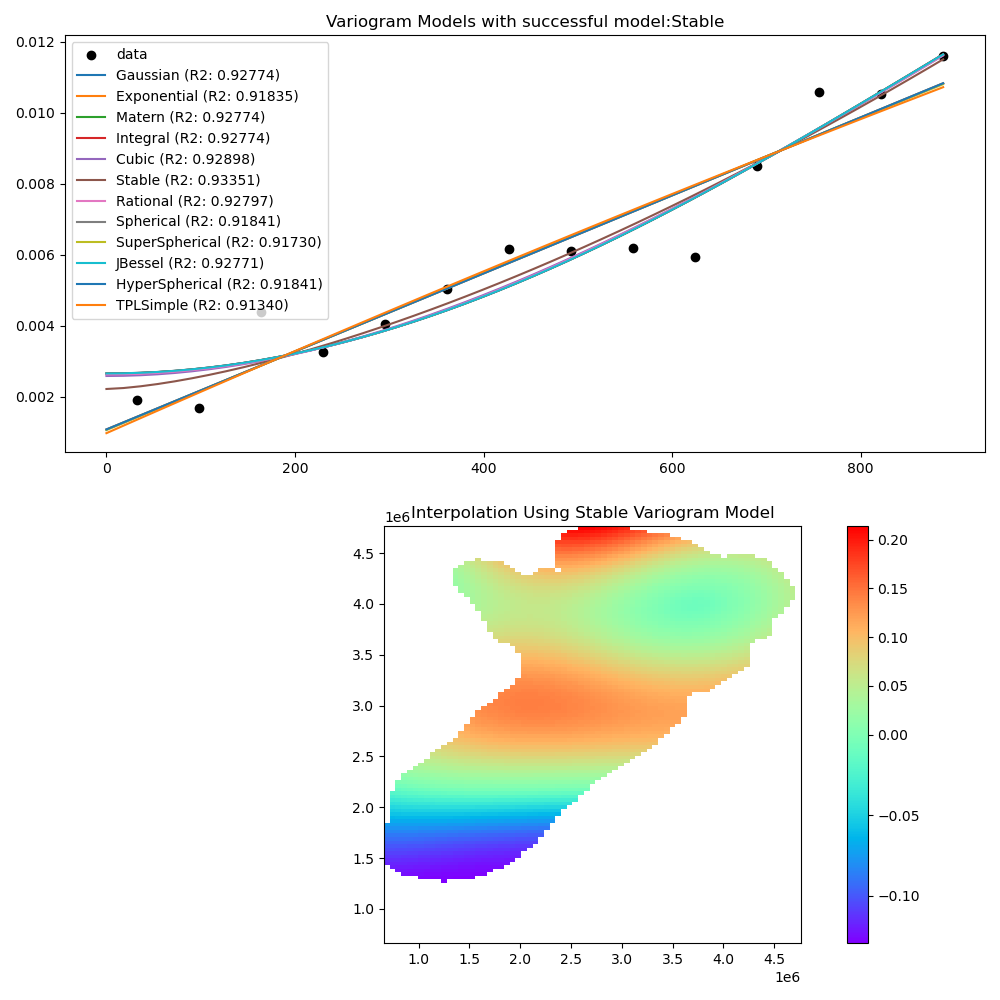 Variogram Models with successful model:Stable
0.012
0.010
0.008
0.006
0.004
0.002
data
Gaussian (R2: 0.92774)
Exponential (R2: 0.91835)
Matern (R2: 0.92774)
Integral (R2: 0.92774)
Cubic (R2: 0.92898)
Stable (R2: 0.93351)
Rational (R2: 0.92797)
Spherical (R2: 0.91841)
SuperSpherical (R2: 0.91730)
JBessel (R2: 0.92771)
HyperSpherical (R2: 0.91841)
TPLSimple (R2: 0.91340)
0 200 400 600 800
1e6 Interpolation Using Stable Variogram Model
4.5
4.0
3.5
3.0
2.5
2.0
1.5
1.0
1.0 1.5 2.0 2.5 3.0 3.5 4.0 4.5
1e6
0.20
0.15
0.10
0.05
0.00
−0.05
−0.10